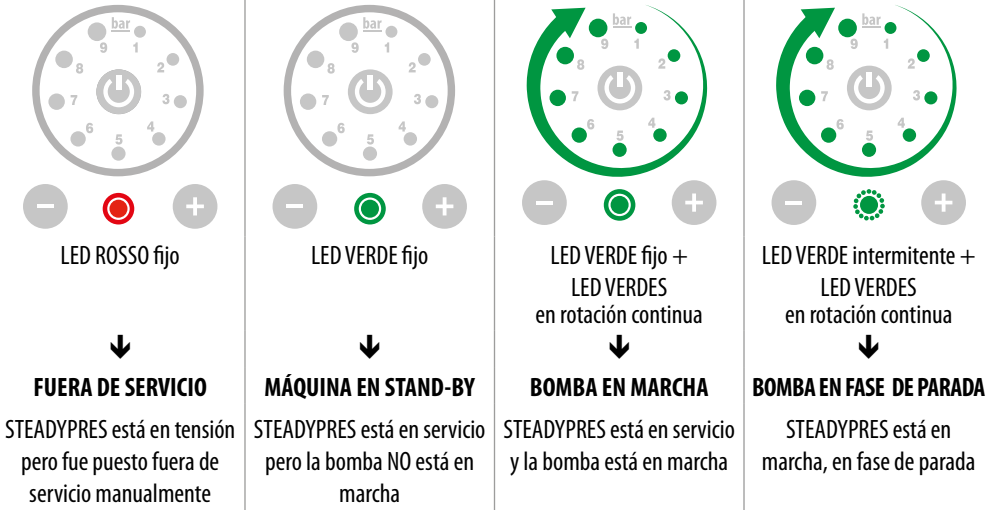 bar
9 1
8 2
7 3
6 4
5
− +
LED ROSSO fijo
FUERA DE SERVICIO
STEADYPRES está en tensión
pero fue puesto fuera de
servicio manualmente
bar
9 1
8 2
7 3
6 4
5
− +
LED VERDE fijo
MÁQUINA EN STAND-BY
STEADYPRES está en servicio
pero la bomba NO está en
marcha
bar
9 1
8 2
7 3
6 4
5
− +
LED VERDE fijo +
LED VERDES
en rotación continua
BOMBA EN MARCHA
STEADYPRES está en servicio
y la bomba está en marcha
bar
9 1
8 2
7 3
6 4
5
− +
LED VERDE intermitente +
LED VERDES
en rotación continua
BOMBA EN FASE DE PARADA
STEADYPRES está en
marcha, en fase de parada